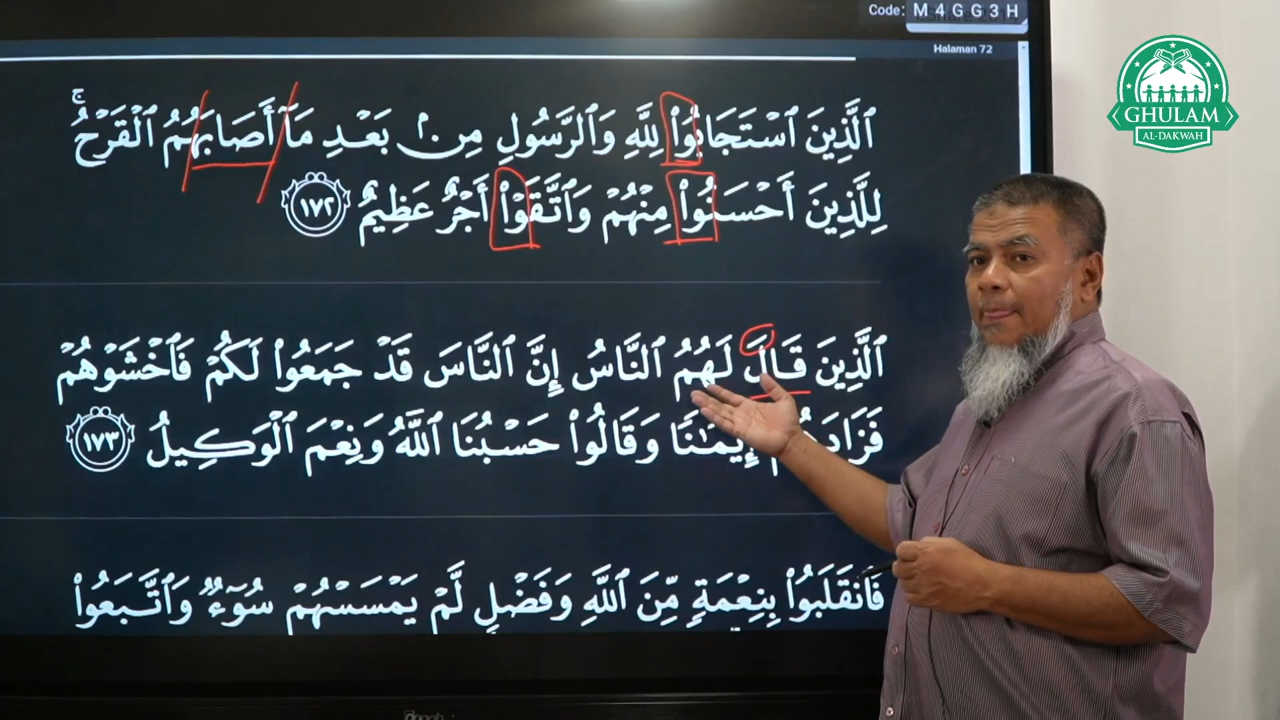 Code: M4GG3H
Halaman 72
ٱلَّذِينَ ٱسْتَجَابُوا۟ لِلَّهِ وَٱلرَّسُولِ مِنۢ بَعْدِ مَآ أَصَابَهُمُ ٱلْقَرْحُ ۚ
لِلَّذِينَ أَحْسَنُوا۟ مِنْهُمْ وَٱتَّقَوْا۟ أَجْرٌ عَظِيمٌ ١٧٢
ٱلَّذِينَ قَالَ لَهُمُ ٱلنَّاسُ إِنَّ ٱلنَّاسَ قَدْ جَمَعُوا۟ لَكُمْ فَٱخْشَوْهُمْ
فَزَادَهُمْ إِيمَـٰنًا وَقَالُوا۟ حَسْبُنَا ٱللَّهُ وَنِعْمَ ٱلْوَكِيلُ ١٧٣
فَٱنقَلَبُوا۟ بِنِعْمَةٍ مِّنَ ٱللَّهِ وَفَضْلٍ لَّمْ يَمْسَسْهُمْ سُوٓءٌ وَٱتَّبَعُوا۟
GHULAM
AL-DAKWAH